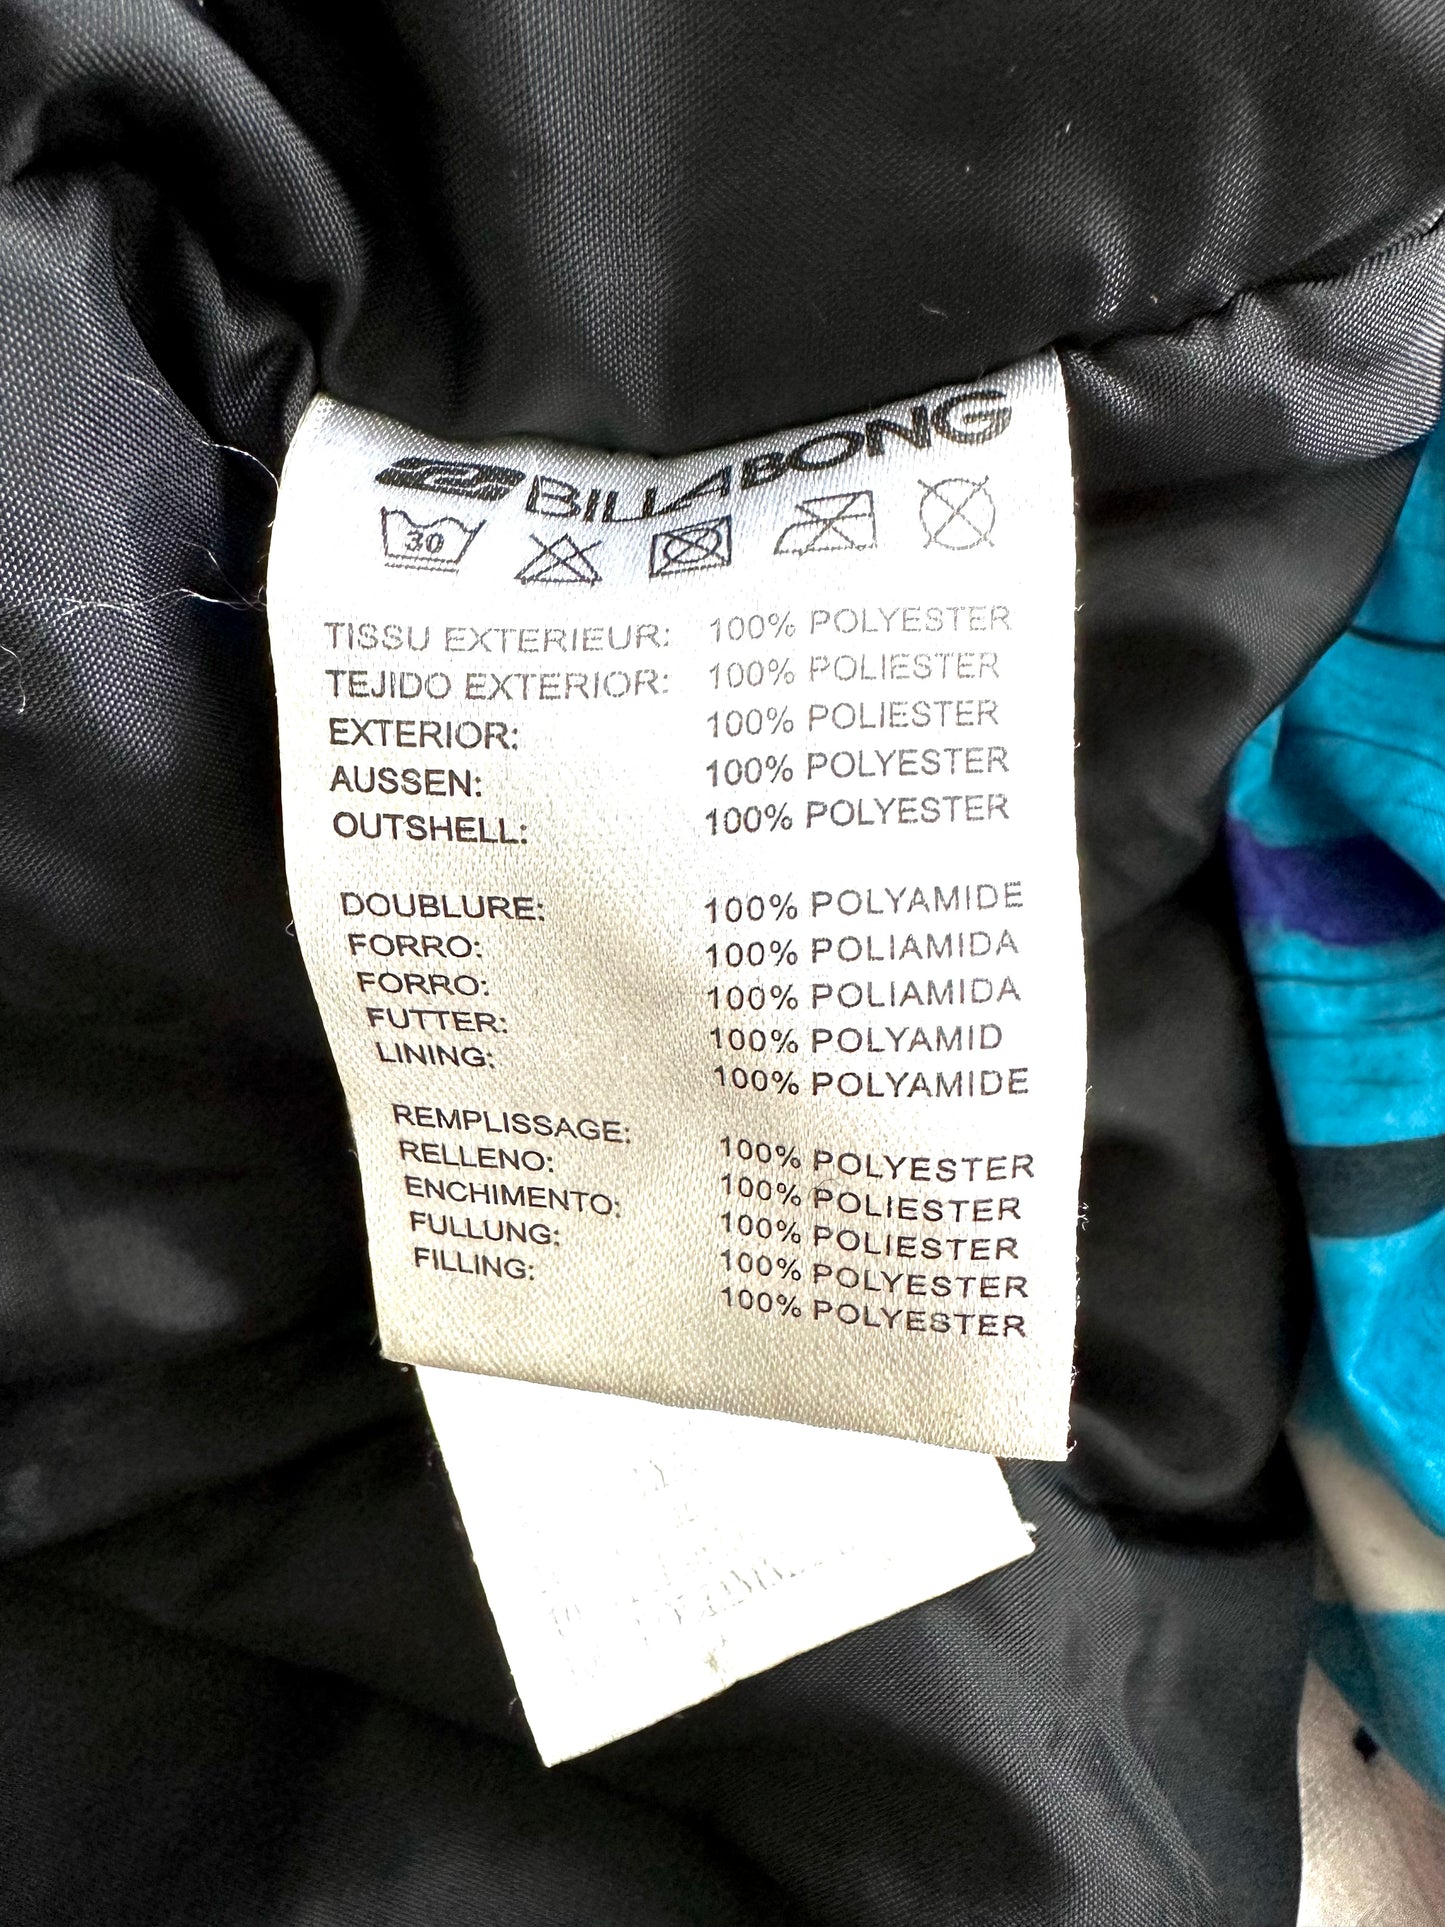 BILLABONG
30
TISSU EXTERIEUR: 100% POLYESTER
TEJIDO EXTERIOR: 100% POLIESTER
EXTERIOR: 100% POLIESTER
AUSSEN: 100% POLYESTER
OUTSHELL: 100% POLYESTER
DOUBLURE: 100% POLYAMIDE
FORRO: 100% POLIAMIDA
FORRO: 100% POLIAMIDA
FUTTER: 100% POLYAMID
LINING: 100% POLYAMIDE
REMPLISSAGE: 100% POLYESTER
RELLENO: 100% POLIESTER
ENCHIMENTO: 100% POLIESTER
FULLUNG: 100% POLYESTER
FILLING: 100% POLYESTER